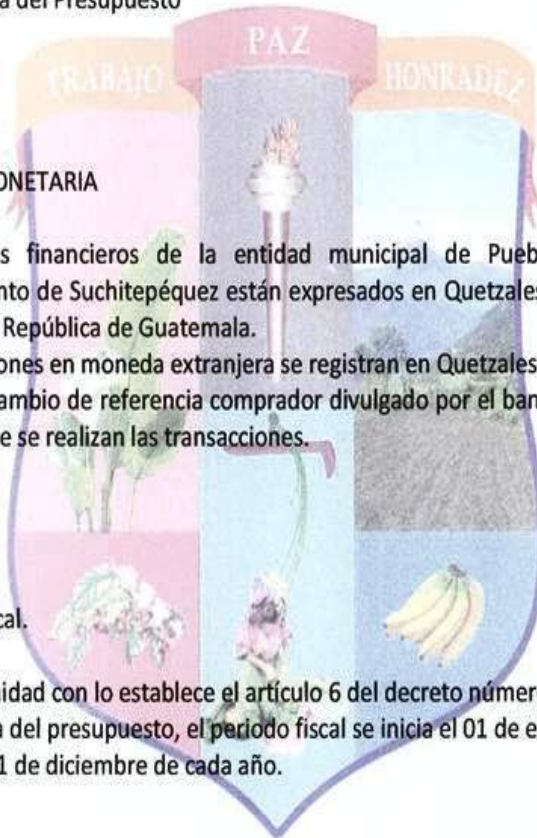 a del Presupuesto
PAZ
TRABAJO
HONRADEZ
ONETARIA
s financieros de la entidad municipal de Pueb
nto de Suchitepéquez están expresados en Quetzales
República de Guatemala.
ones en moneda extranjera se registran en Quetzales
ambio de referencia comprador divulgado por el ban
e se realizan las transacciones.
cal.
idad con lo establece el artículo 6 del decreto númer
a del presupuesto, el periodo fiscal se inicia el 01 de e
1 de diciembre de cada año.